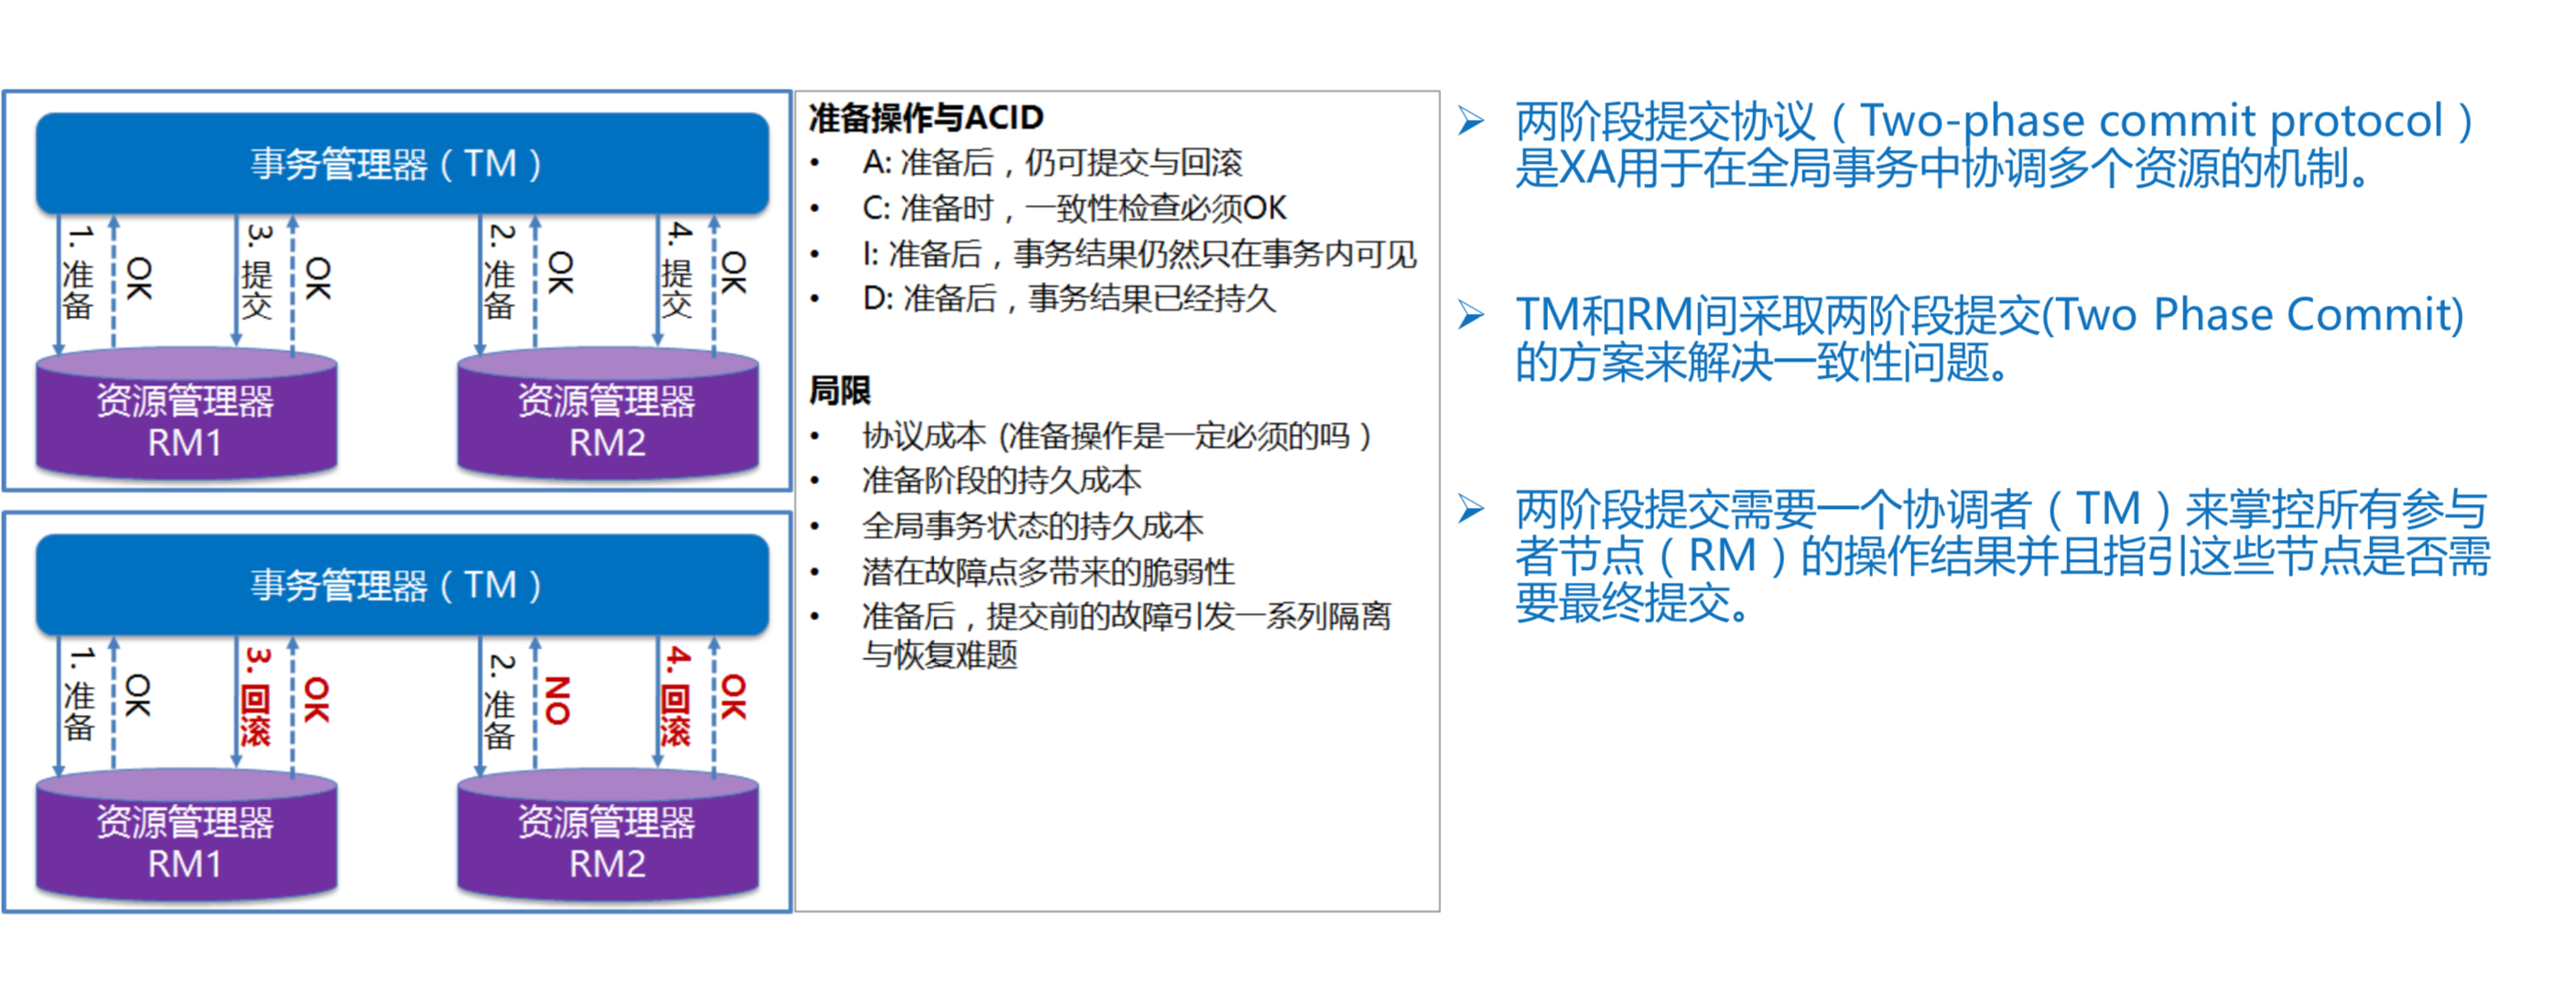 事务管理器（TM）
1. 准备
OK
3. 提交
OK
2. 准备
OK
4. 提交
OK
资源管理器
RM1
资源管理器
RM2
事务管理器（TM）
1. 准备
OK
3. 回滚
OK
2. 准备
NO
4. 回滚
OK
资源管理器
RM1
资源管理器
RM2
准备操作与ACID
• A: 准备后，仍可提交与回滚
• C: 准备时，一致性检查必须OK
• I: 准备后，事务结果仍然只在事务内可见
• D: 准备后，事务结果已经持久
局限
• 协议成本 (准备操作是一定必须的吗）
• 准备阶段的持久成本
• 全局事务状态的持久成本
• 潜在故障点多带来的脆弱性
• 准备后，提交前的故障引发一系列隔离
与恢复难题
➢ 两阶段提交协议（Two-phase commit protocol）
是XA用于在全局事务中协调多个资源的机制。
➢ TM和RM间采取两阶段提交(Two Phase Commit)
的方案来解决一致性问题。
➢ 两阶段提交需要一个协调者（TM）来掌控所有参与
者节点（RM）的操作结果并且指引这些节点是否需
要最终提交。